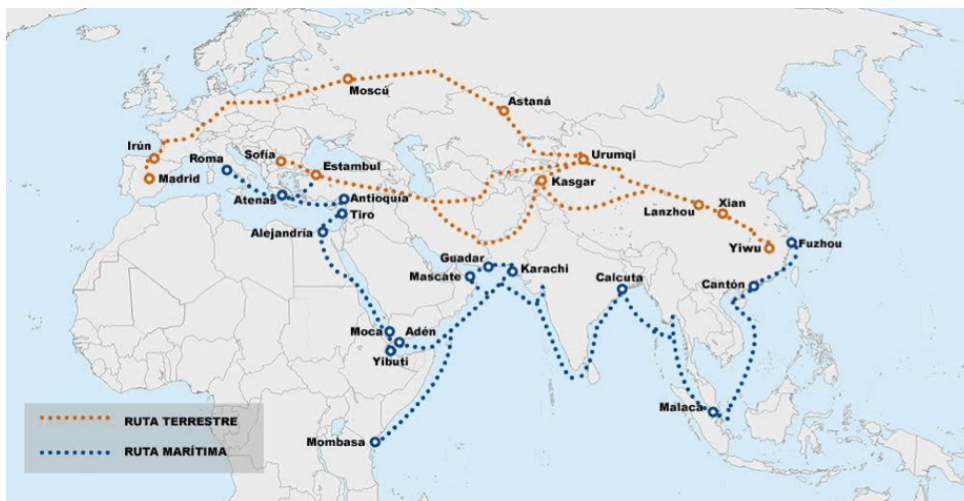 Moscú
Astaná
Irún
Roma
Sofía
Estambul
Urumqi
Madrid
Kasgar
Atenas
Antioquía
Lanzhou
Xian
Tiro
Alejandría
Yiwu
Fuzhou
Guadar
Mascate
Karachi
Calcuta
Cantón
Moca
Adén
Yibuti
Malaca
RUTA TERRESTRE
Mombasa
RUTA MARÍTIMA